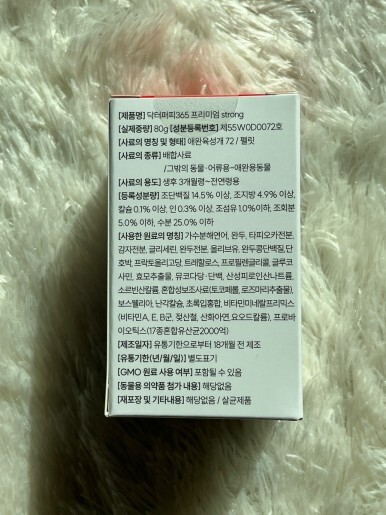 [제품명] 닥터퍼피365 프리미엄 strong
[실제중량] 80g [성분등록번호] 제55W0D0072호
[사료의 명칭 및 형태] 애완육성개 72 / 펠릿
[사료의 종류] 배합사료
/그밖의 동물·어류용~애완용동물
[사료의 용도] 생후 3개월령~전연령용
[등록성분량] 조단백질 14.5% 이상, 조지방 4.9% 이상,
칼슘 0.1% 이상, 인 0.3% 이상, 조섬유 1.0%이하, 조회분
5.0% 이하, 수분 25.0% 이하
[사용한 원료의 명칭] 가수분해연어, 완두, 타피오카전분,
감자전분, 글리세린, 완두전분, 올리브유, 완두콩단백질, 단
호박, 프락토올리고당, 트레할로스, 프로필렌글리콜, 글루코
사민, 효모추출물, 뮤코다당·단백, 산성피로인산나트륨,
소르빈산칼륨, 혼합성보조사료(토코페롤, 로즈마리추출물),
보스웰리아, 난각칼슘, 초록입홍합, 비타민미네랄프리믹스
(비타민A, E, B군, 젖산철, 산화아연, 요오드칼륨), 프로바
이오틱스(17종혼합유산균2000억)
[제조일자] 유통기한으로부터 18개월 전 제조
[유통기한(년/월/일)] 별도표기
[GMO 원료 사용 여부] 포함될 수 있음
[동물용 의약품 첨가 내용] 해당없음
[재포장 및 기타내용] 해당없음 / 살균제품